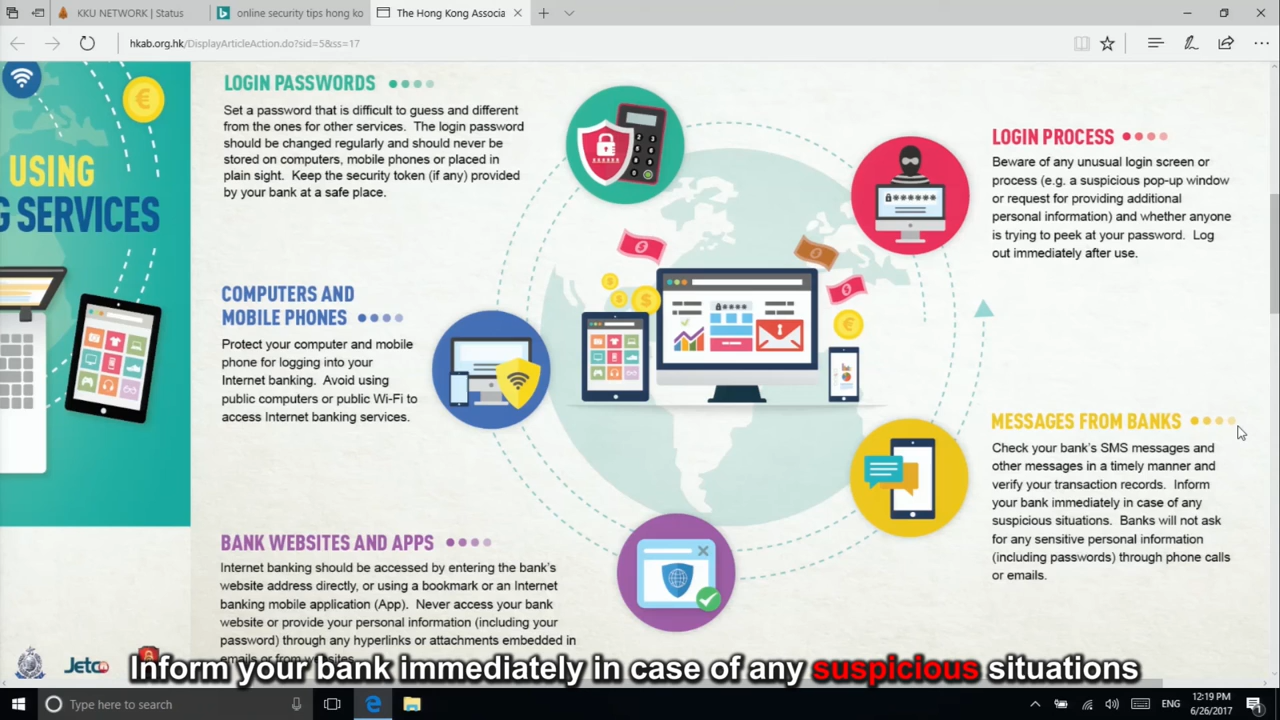 KKU NETWORK | Status
online security tips hong ko
The Hong Kong Associa
hkab.org.hk/DisplayArticleAction.do?sid=5&ss=17
USING
G SERVICES
LOGIN PASSWORDS
Set a password that is difficult to guess and different
from the ones for other services. The login password
should be changed regularly and should never be
stored on computers, mobile phones or placed in
plain sight. Keep the security token (if any) provided
by your bank at a safe place.
LOGIN PROCESS
Beware of any unusual login screen or
process (e.g. a suspicious pop-up window
or request for providing additional
personal information) and whether anyone
is trying to peek at your password. Log
out immediately after use.
COMPUTERS AND
MOBILE PHONES
Protect your computer and mobile
phone for logging into your
Internet banking. Avoid using
public computers or public Wi-Fi to
access Internet banking services.
MESSAGES FROM BANKS
Check your bank's SMS messages and
other messages in a timely manner and
verify your transaction records. Inform
your bank immediately in case of any
suspicious situations. Banks will not ask
for any sensitive personal information
(including passwords) through phone calls
or emails.
BANK WEBSITES AND APPS
Internet banking should be accessed by entering the bank's
website address directly, or using a bookmark or an Internet
banking mobile application (App). Never access your bank
website or provide your personal information (including your
password) through any hyperlinks or attachments embedded in
emails or from websites.
Jetco
Inform your bank immediately in case of any suspicious situations
Type here to search
ENG
12:19 PM
6/26/2017
1